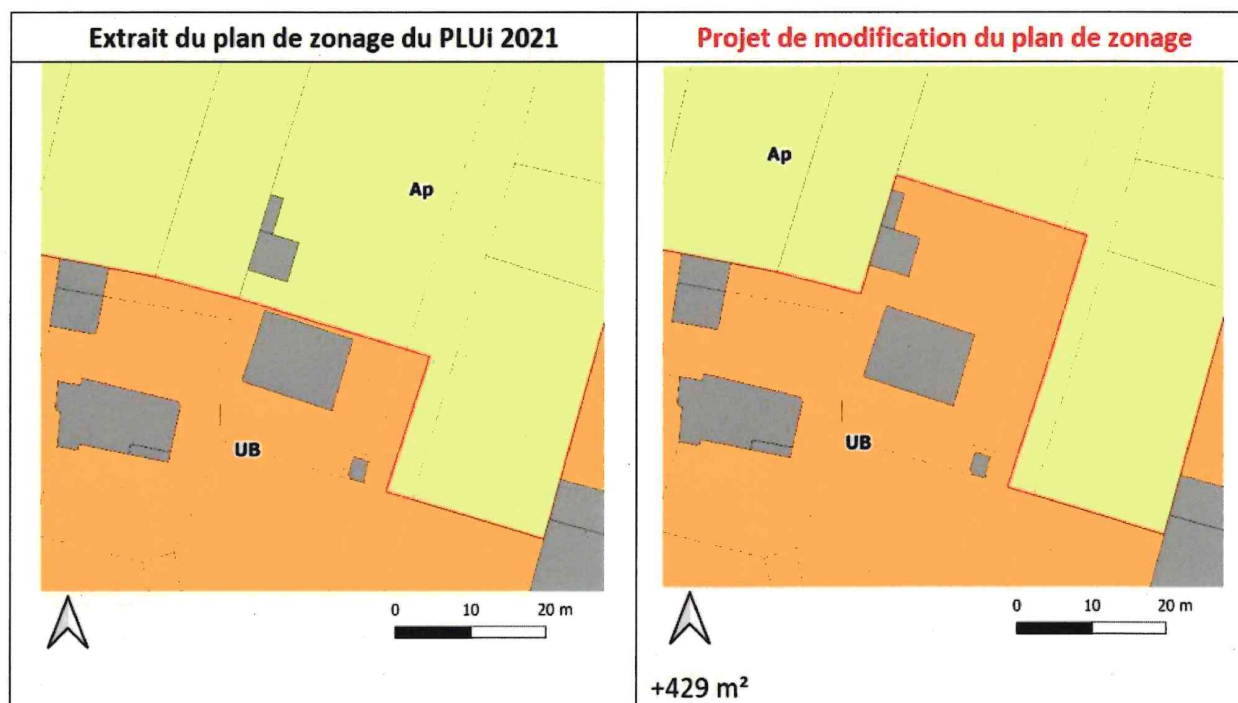 Extrait du plan de zonage du PLUi 2021
Ap
UB
0 10 20 m
Projet de modification du plan de zonage
Ap
UB
0 10 20 m
+429 m²